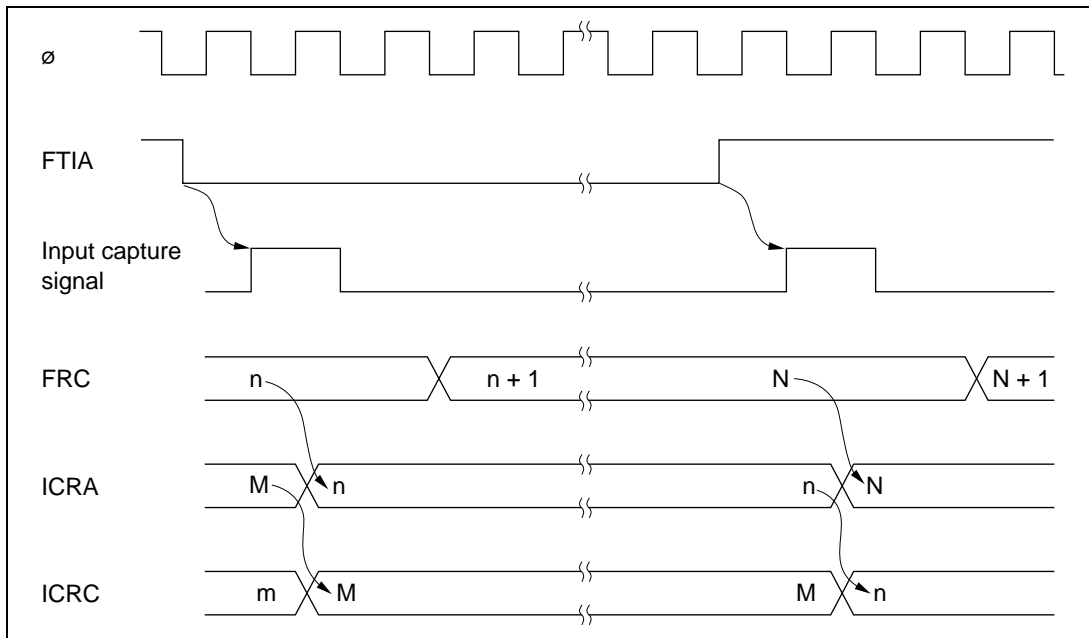 ø
FTIA
Input capture
signal
FRC
n
n + 1
N
N + 1
ICRA
M
n
n
N
ICRC
m
M
M
n